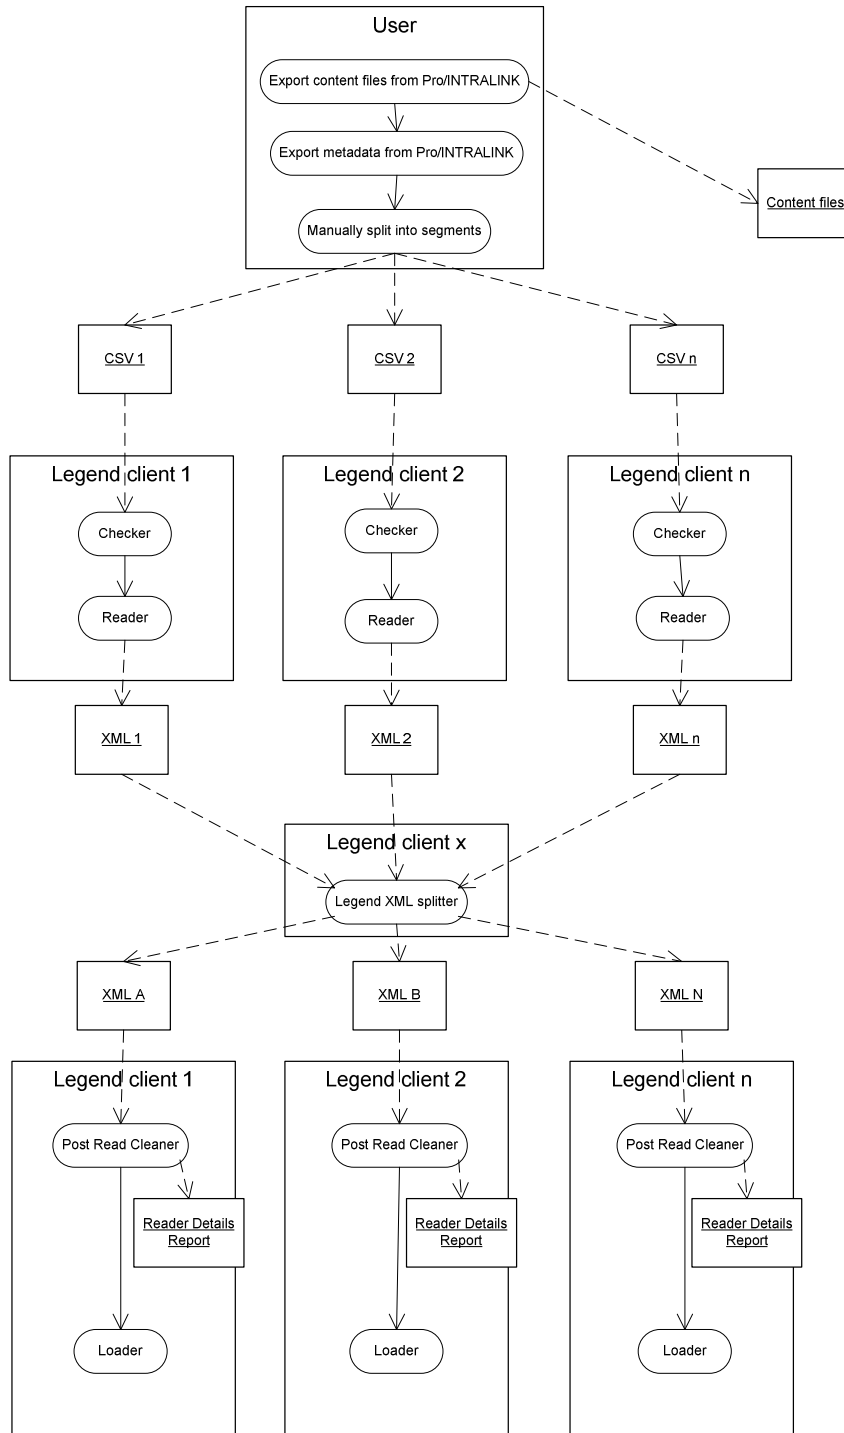 User
Export content files from Pro/INTRALINK
Export metadata from Pro/INTRALINK
Content files
Manually split into segments
CSV 1
CSV 2
CSV n
Legend client 1
Legend client 2
Legend client n
Checker
Checker
Checker
Reader
Reader
Reader
XML 1
XML 2
XML n
Legend client x
Legend XML splitter
XML A
XML B
XML N
Legend client 1
Legend client 2
Legend client n
Post Read Cleaner
Post Read Cleaner
Post Read Cleaner
Reader Details
Report
Reader Details
Report
Reader Details
Report
Loader
Loader
Loader